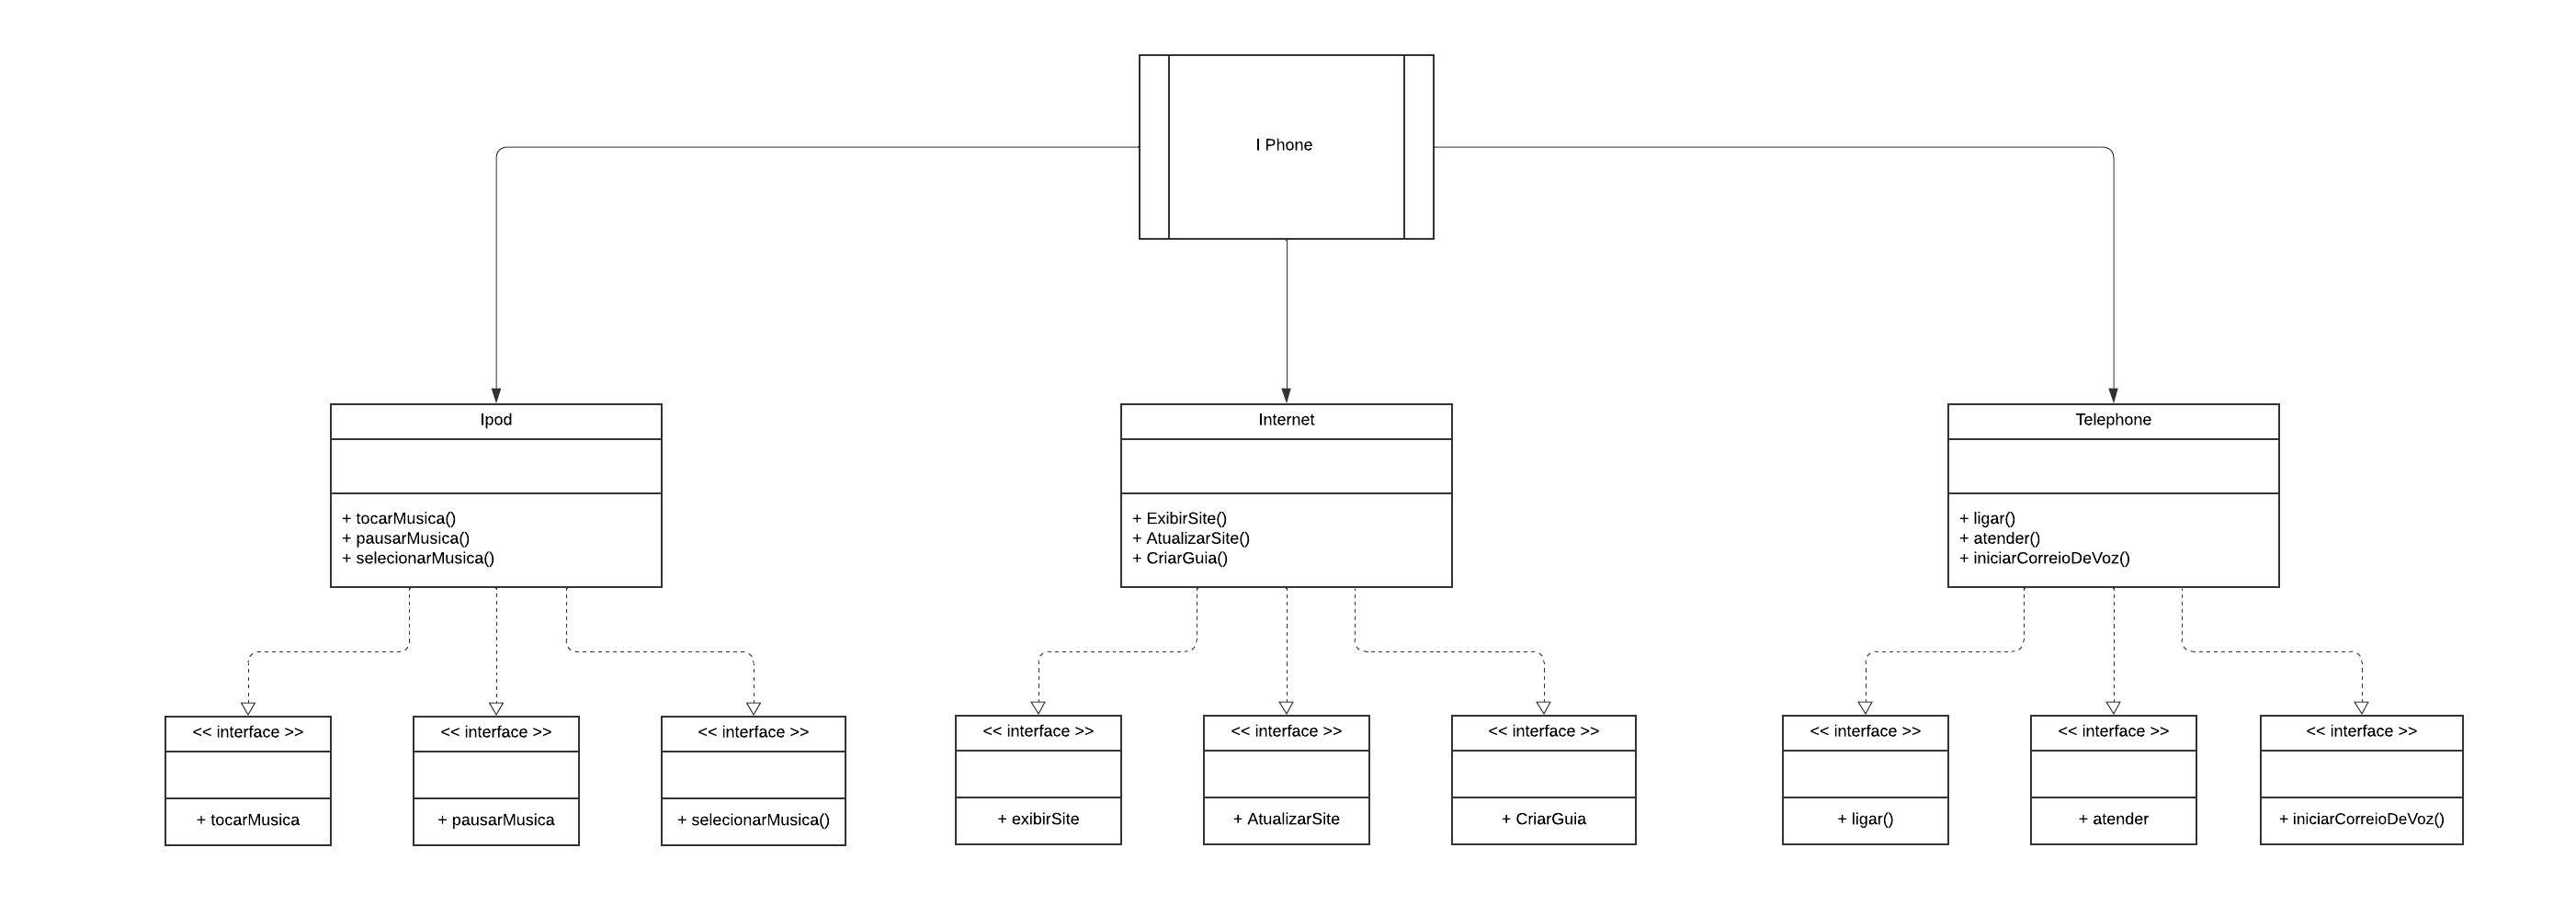 I Phone
Ipod
+ tocarMusica()
+ pausarMusica()
+ selecionarMusica()
Internet
+ ExibirSite()
+ AtualizarSite()
+ CriarGuia()
Telephone
+ ligar()
+ atender()
+ iniciarCorreioDeVoz()
<< interface >>
+ tocarMusica
<< interface >>
+ pausarMusica
<< interface >>
+ selecionarMusica()
<< interface >>
+ exibirSite
<< interface >>
+ AtualizarSite
<< interface >>
+ CriarGuia
<< interface >>
+ ligar()
<< interface >>
+ atender
<< interface >>
+ iniciarCorreioDeVoz()